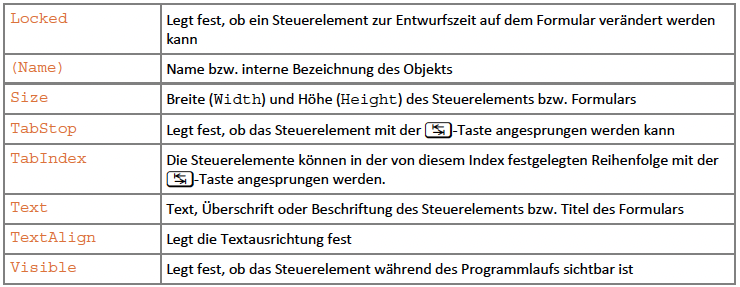 Locked Legt fest, ob ein Steuerelement zur Entwurfszeit auf dem Formular verändert werden
kann
(Name) Name bzw. interne Bezeichnung des Objekts
Size Breite (Width) und Höhe (Height) des Steuerelements bzw. Formulars
TabStop Legt fest, ob das Steuerelement mit der -Taste angesprungen werden kann
TabIndex Die Steuerelemente können in der von diesem Index festgelegten Reihenfolge mit der
-Taste angesprungen werden.
Text Text, Überschrift oder Beschriftung des Steuerelements bzw. Titel des Formulars
TextAlign Legt die Textausrichtung fest
Visible Legt fest, ob das Steuerelement während des Programmlaufs sichtbar ist